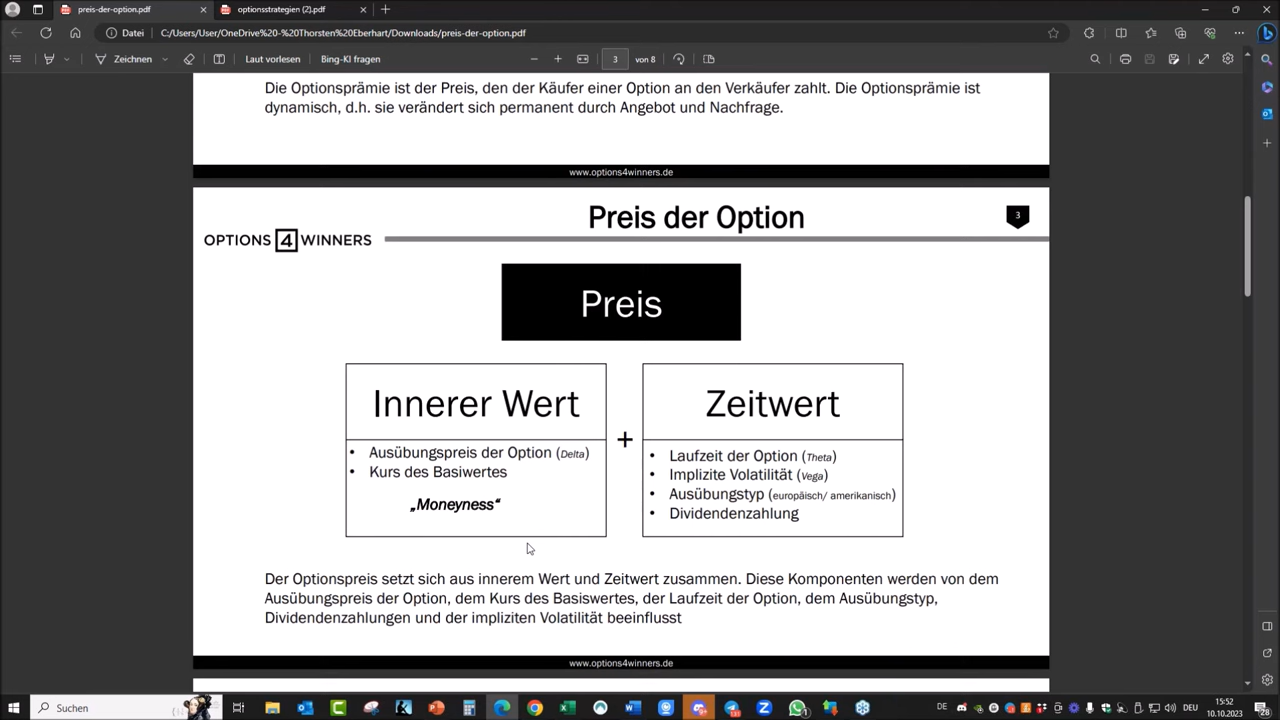 preis-der-option.pdf
optionsstrategien (2).pdf
Datei
C:/Users/User/OneDrive%20-%20Thorsten Eberhart/Downloads/preis-der-option.pdf
Zeichnen
Laut vorlesen
Bing-KI fragen
3
von 8
Die Optionsprämie ist der Preis, den der Käufer einer Option an den Verkäufer zahlt. Die Optionsprämie ist
dynamisch, d.h. sie verändert sich permanent durch Angebot und Nachfrage.
www.options4winners.de
Preis der Option
3
OPTIONS 4 WINNERS
Preis
Innerer Wert
• Ausübungspreis der Option (Delta)
• Kurs des Basiwertes
„Moneyness“
+
Zeitwert
• Laufzeit der Option (Theta)
• Implizite Volatilität (Vega)
• Ausübungstyp (europäisch/ amerikanisch)
• Dividendenzahlung
Der Optionspreis setzt sich aus innerem Wert und Zeitwert zusammen. Diese Komponenten werden von dem
Ausübungspreis der Option, dem Kurs des Basiswertes, der Laufzeit der Option, dem Ausübungstyp,
Dividendenzahlungen und der impliziten Volatilität beeinflusst
www.options4winners.de
Suchen
DE
DEU
15:52
10.10.2023
28